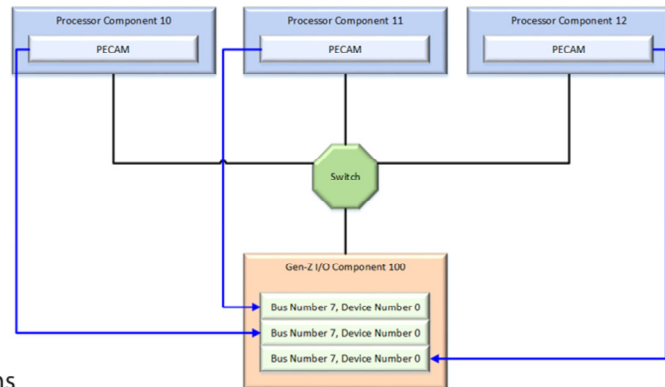 Processor Component 10
PECAM
Processor Component 11
PECAM
Processor Component 12
PECAM
Switch
Gen-Z I/O Component 100
Bus Number 7, Device Number 0
Bus Number 7, Device Number 0
Bus Number 7, Device Number 0